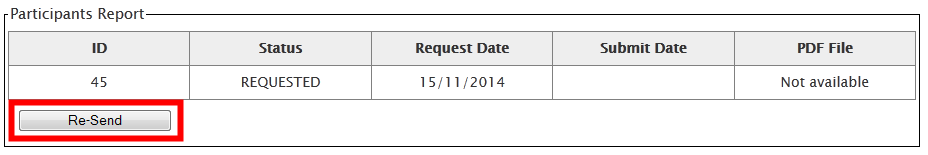 Participants Report
ID Status Request Date Submit Date PDF File
45 REQUESTED 15/11/2014 Not available
Re-Send